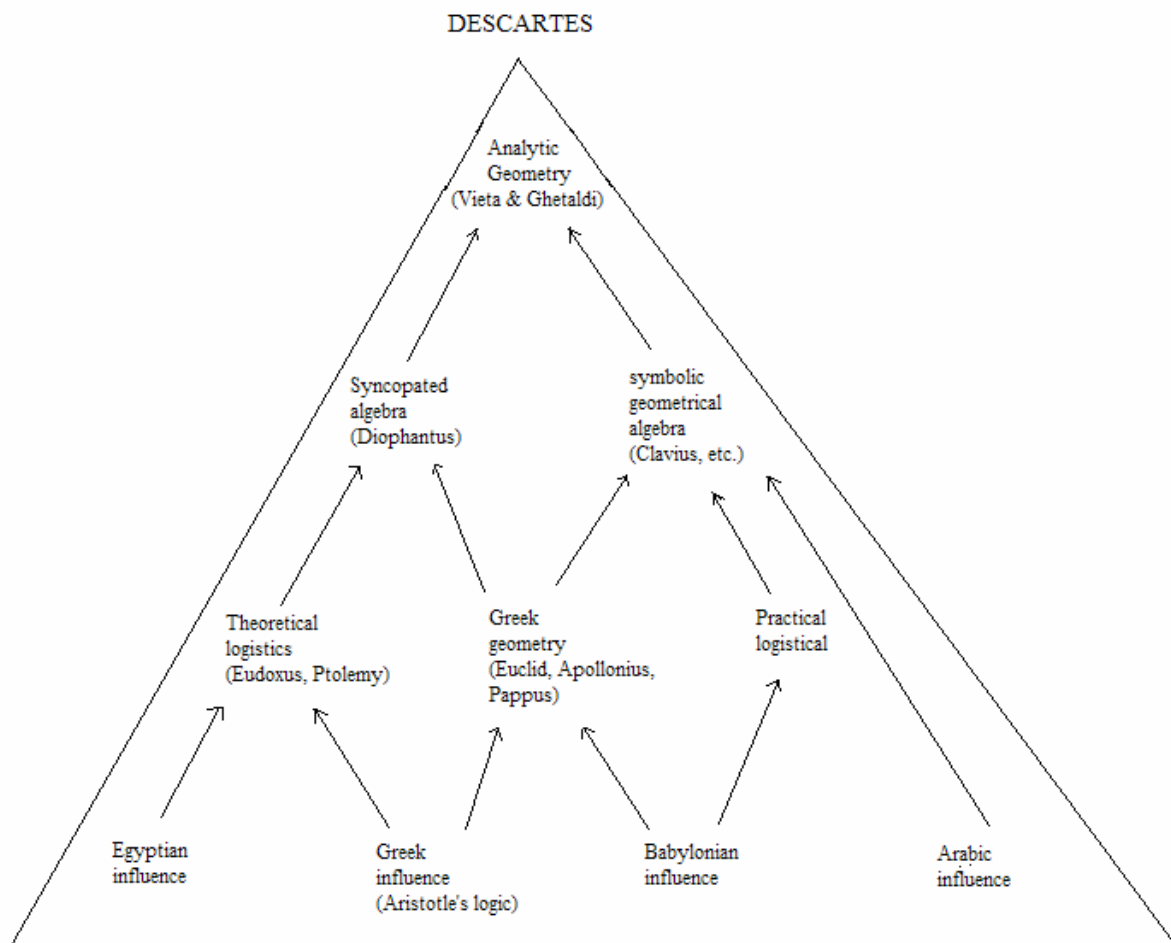 DESCARTES
Analytic
Geometry
(Vieta & Ghetaldi)
Syncopated
algebra
(Diophantus)
symbolic
geometrical
algebra
(Clavius, etc.)
Theoretical
logistics
(Eudoxus, Ptolemy)
Greek
geometry
(Euclid, Apollonius,
Pappus)
Practical
logistical
Egyptian
influence
Greek
influence
(Aristotle's logic)
Babylonian
influence
Arabic
influence